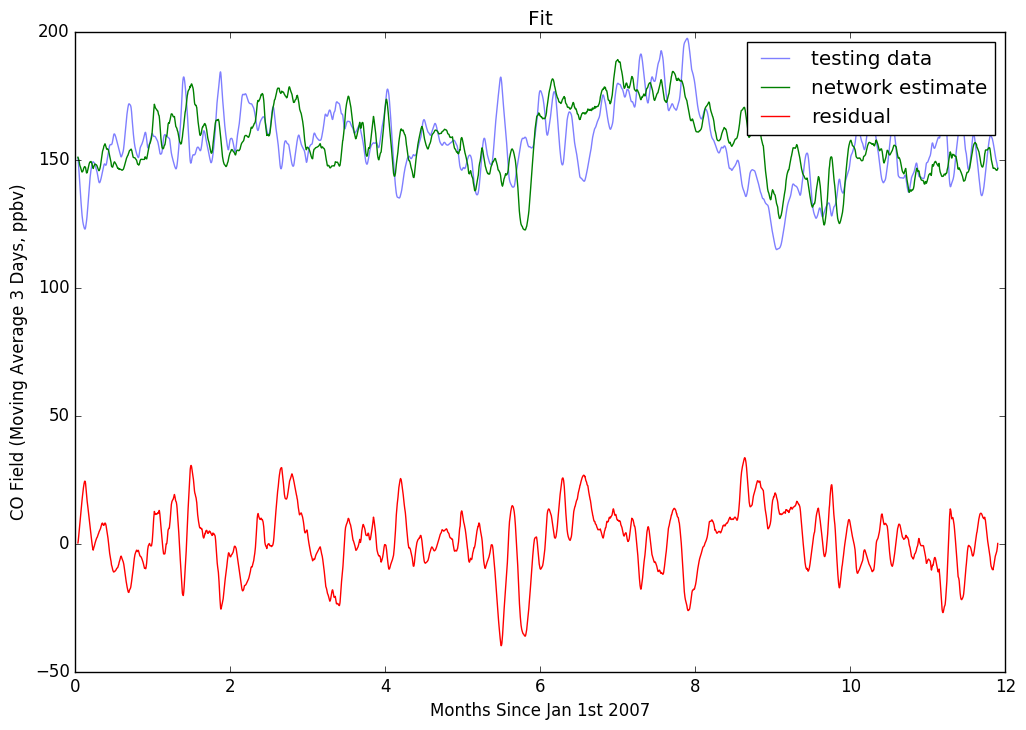 Fit
testing data
network estimate
residual
CO Field (Moving Average 3 Days, ppbv)
200
150
100
50
0
−50
0 2 4 6 8 10 12
Months Since Jan 1st 2007